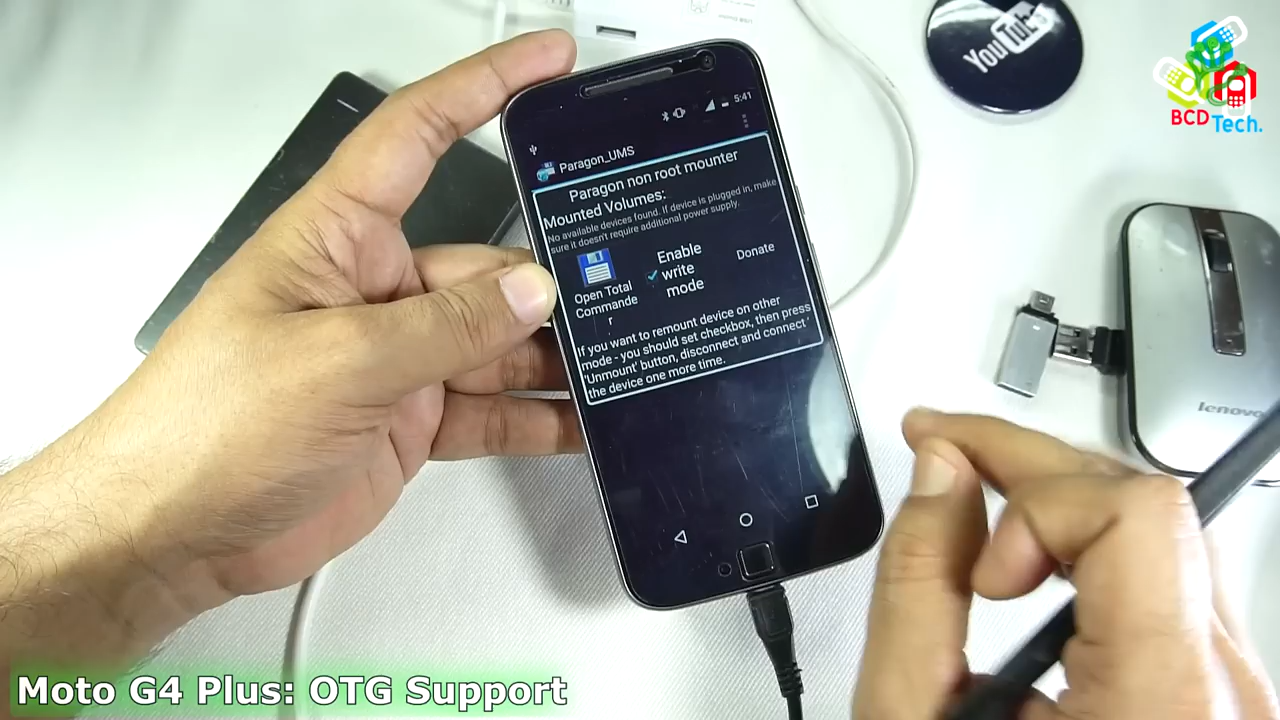 YouTube
BCD Tech.
5:41
Paragon_UMS
Paragon non root mounter
Mounted Volumes:
No available devices found. If device is plugged in, make
sure it doesn't require additional power supply.
Enable
write
mode
Donate
Open Total
Commande
r
If you want to remount device on other
mode - you should set checkbox, then press
'Unmount' button, disconnect and connect
the device one more time.
lenovo
Moto G4 Plus: OTG Support